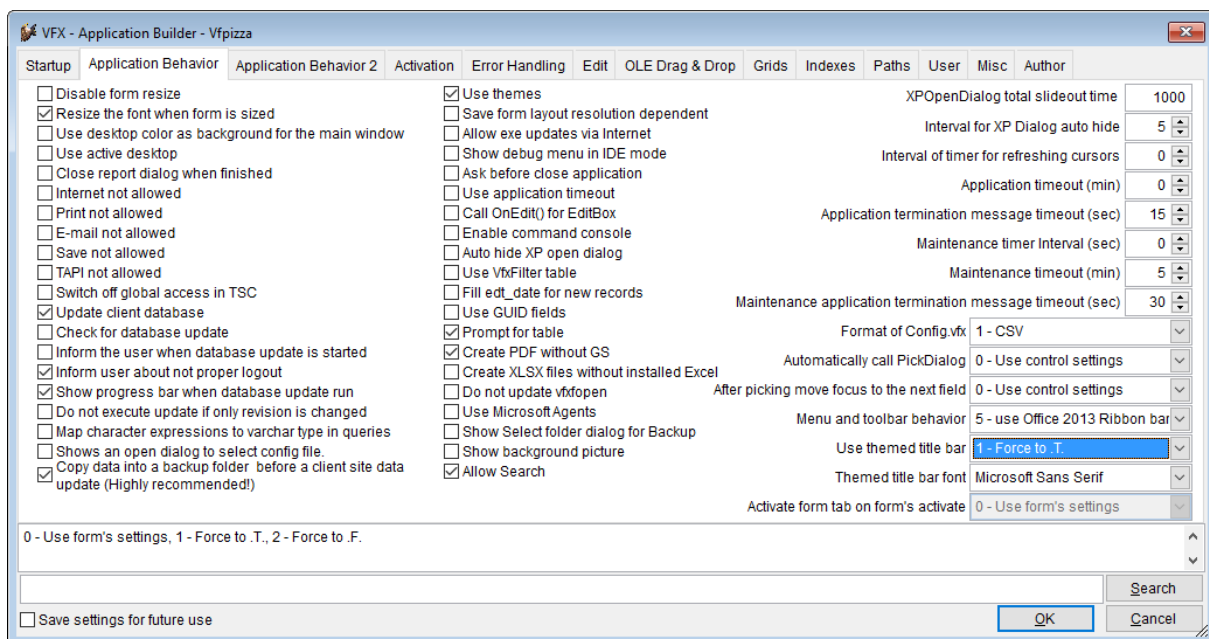 VFX - Application Builder - Vfpizza
Startup Application Behavior Application Behavior 2 Activation Error Handling Edit OLE Drag & Drop Grids Indexes Paths User Misc Author
Disable form resize
Resize the font when form is sized
Use desktop color as background for the main window
Use active desktop
Close report dialog when finished
Internet not allowed
Print not allowed
E-mail not allowed
Save not allowed
TAPI not allowed
Switch off global access in TSC
Update client database
Check for database update
Inform the user when database update is started
Inform user about not proper logout
Show progress bar when database update run
Do not execute update if only revision is changed
Map character expressions to varchar type in queries
Shows an open dialog to select config file.
Copy data into a backup folder before a client site data
update (Highly recommended!)
Use themes
Save form layout resolution dependent
Allow exe updates via Internet
Show debug menu in IDE mode
Ask before close application
Use application timeout
Call OnEdit() for EditBox
Enable command console
Auto hide XP open dialog
Use VfxFilter table
Fill edt_date for new records
Use GUID fields
Prompt for table
Create PDF without GS
Create XLSX files without installed Excel
Do not update vfxfopen
Use Microsoft Agents
Show Select folder dialog for Backup
Show background picture
Allow Search
XPOpenDialog total slideout time 1000
Interval for XP Dialog auto hide 5
Interval of timer for refreshing cursors 0
Application timeout (min) 0
Application termination message timeout (sec) 15
Maintenance timer Interval (sec) 0
Maintenance timeout (min) 5
Maintenance application termination message timeout (sec) 30
Format of Config.vfx 1 - CSV
Automatically call PickDialog 0 - Use control settings
After picking move focus to the next field 0 - Use control settings
Menu and toolbar behavior 5 - use Office 2013 Ribbon bar
Use themed title bar 1 - Force to .T.
Themed title bar font Microsoft Sans Serif
Activate form tab on form's activate 0 - Use form's settings
0 - Use form's settings, 1 - Force to .T., 2 - Force to .F.
Search
Save settings for future use OK Cancel